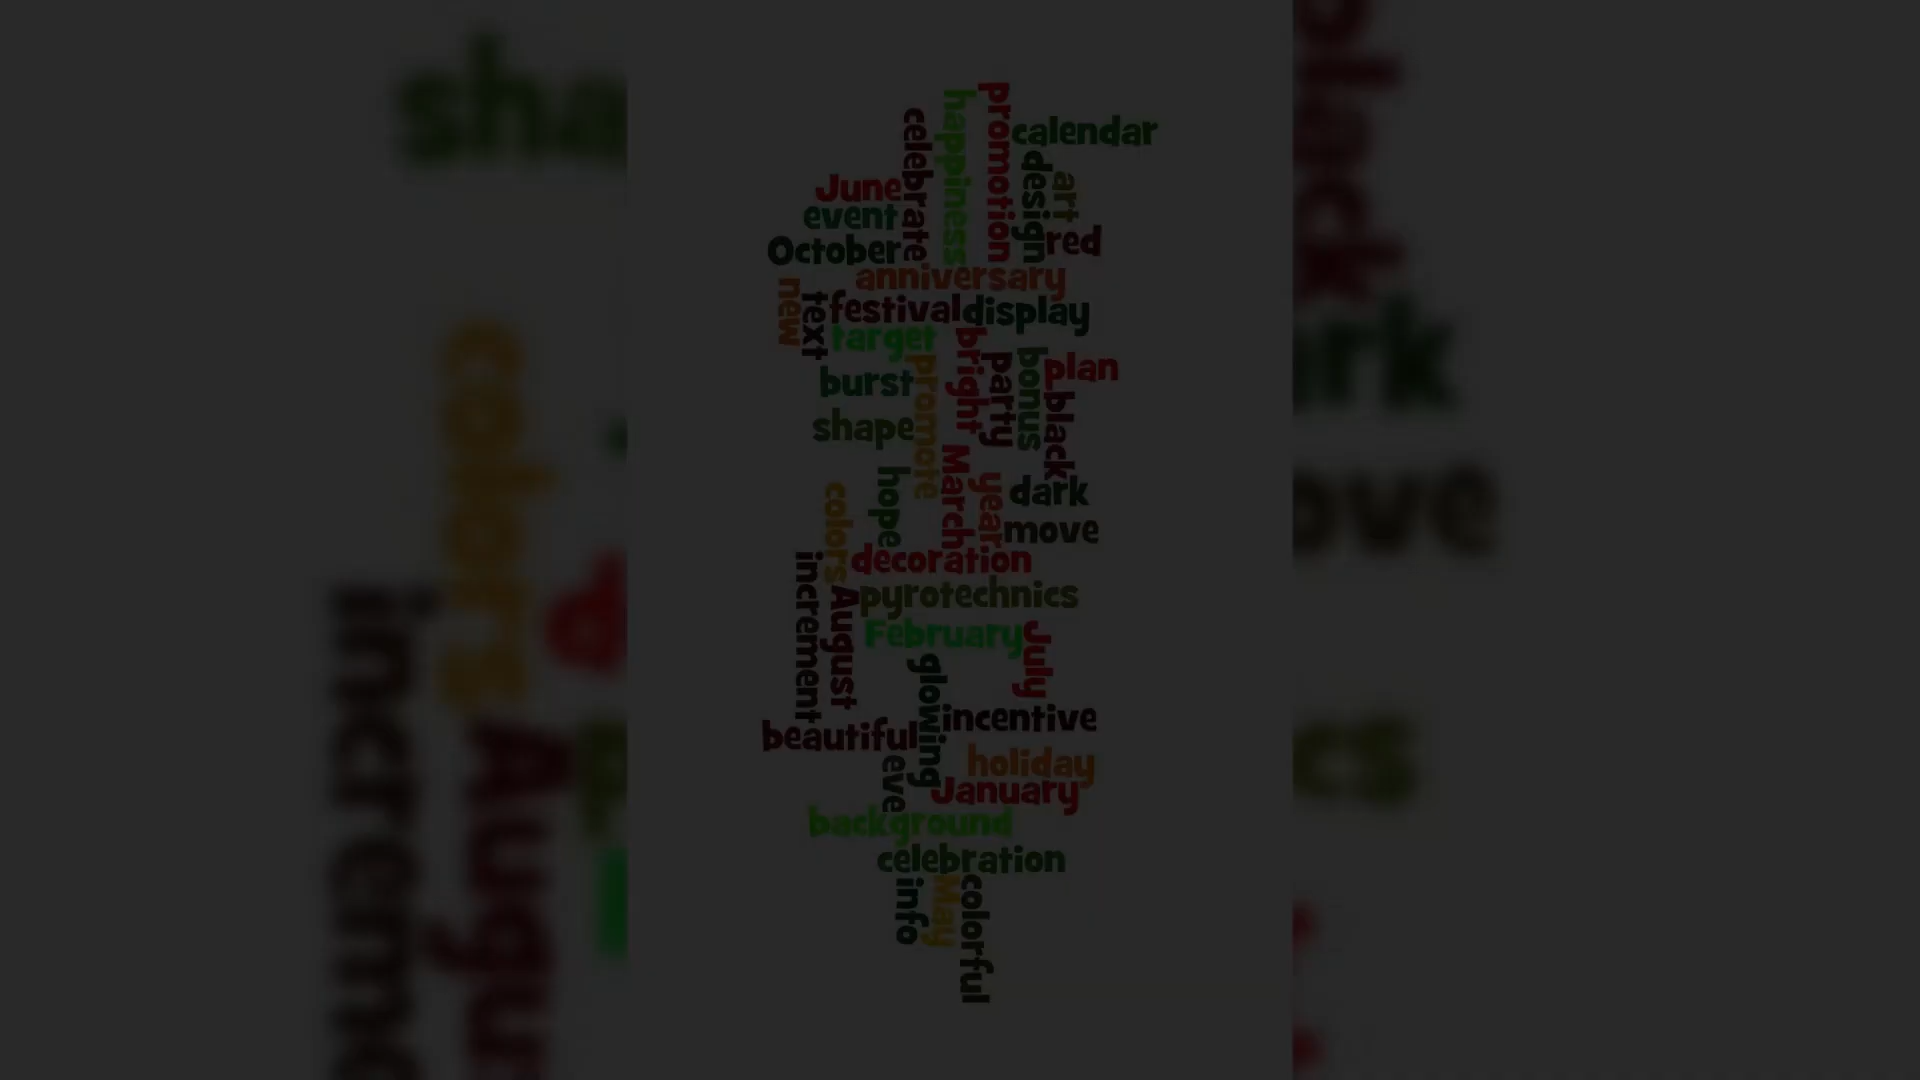 promotion
happiness
celebrate
calendar
design
art
June
event
October
red
anniversary
new
text
festival
display
target
bright
party
bonus
plan
burst
promote
black
shape
March
hope
year
colors
dark
move
decoration
increment
August
pyrotechnics
February
July
glowing
incentive
beautiful
eve
holiday
January
background
celebration
info
May
colorful